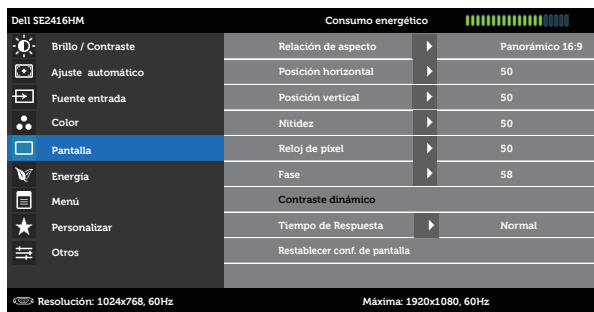 Dell SE2416HM Consumo energético
Brillo / Contraste Relación de aspecto Panorámico 16:9
Ajuste automático Posición horizontal 50
Fuente entrada Posición vertical 50
Color Nitidez 50
Pantalla Reloj de píxel 50
Energía Fase 58
Menú Contraste dinámico
Personalizar Tiempo de Respuesta Normal
Otros Restablecer conf. de pantalla
Resolución: 1024x768, 60Hz Máxima: 1920x1080, 60Hz